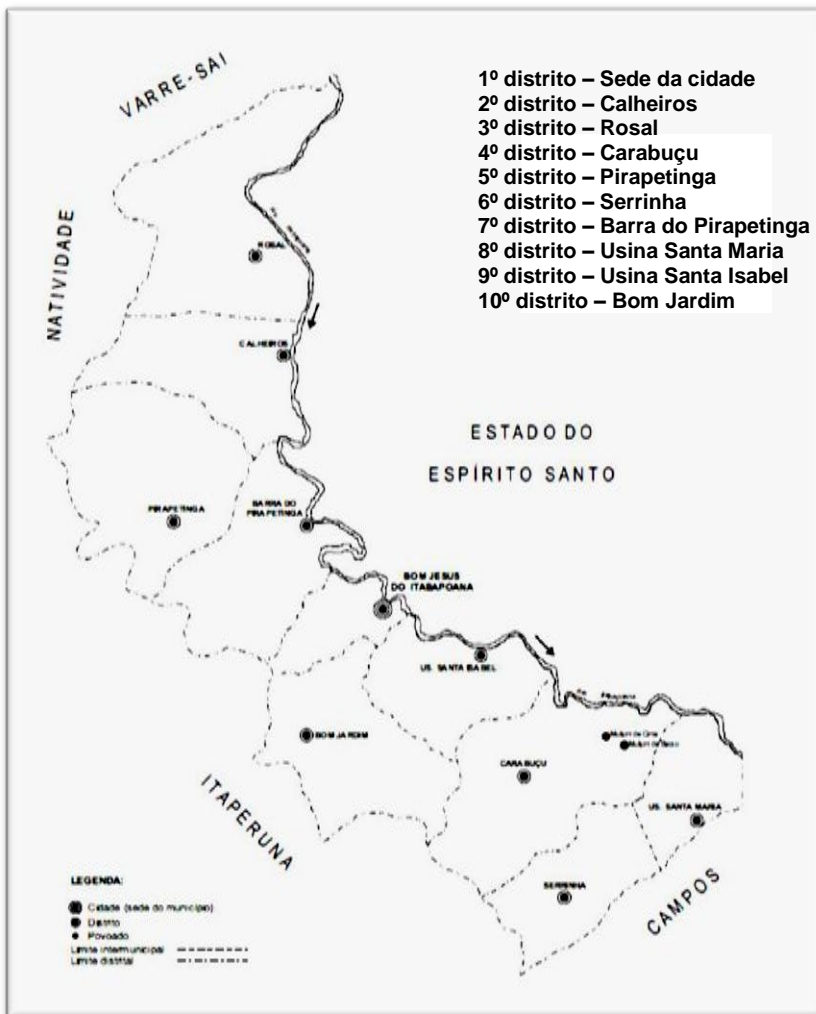 VARRE-SAI
1º distrito – Sede da cidade
2º distrito – Calheiros
3º distrito – Rosal
4º distrito – Carabuçu
5º distrito – Pirapetinga
6º distrito – Serrinha
7º distrito – Barra do Pirapetinga
8º distrito – Usina Santa Maria
9º distrito – Usina Santa Isabel
10º distrito – Bom Jardim
NATIVIDADE
ROSAL
CALHEIROS
ESTADO DO
ESPÍRITO SANTO
PIRAPETINGA
BARRA DO
PIRAPETINGA
BOM JESUS
DO ITABAPOANA
US. SANTA ISABEL
BOM JARDIM
CARABUÇU
US. SANTA MARIA
SERRINHA
ITAPERUNA
CAMPOS
LEGENDA:
Cidade (sede do município)
Distrito
Povoado
Limite intermunicipal
Limite distrital